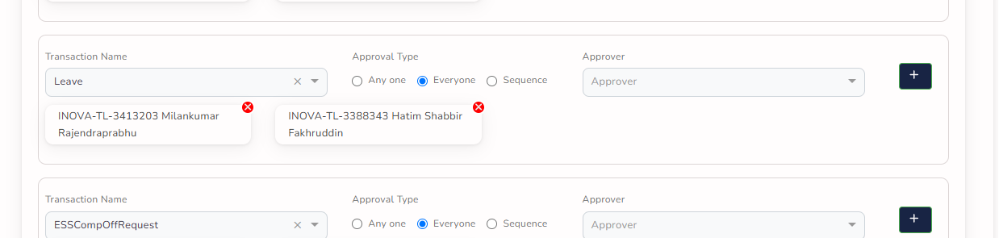 Transaction Name
Approval Type
Approver
Leave
Any one
Everyone
Sequence
Approver
+
INOVA-TL-3413203 Milankumar
Rajendraprabhu
INOVA-TL-3388343 Hatim Shabbir
Fakhruddin
Transaction Name
Approval Type
Approver
ESSCompOffRequest
Any one
Everyone
Sequence
Approver
+